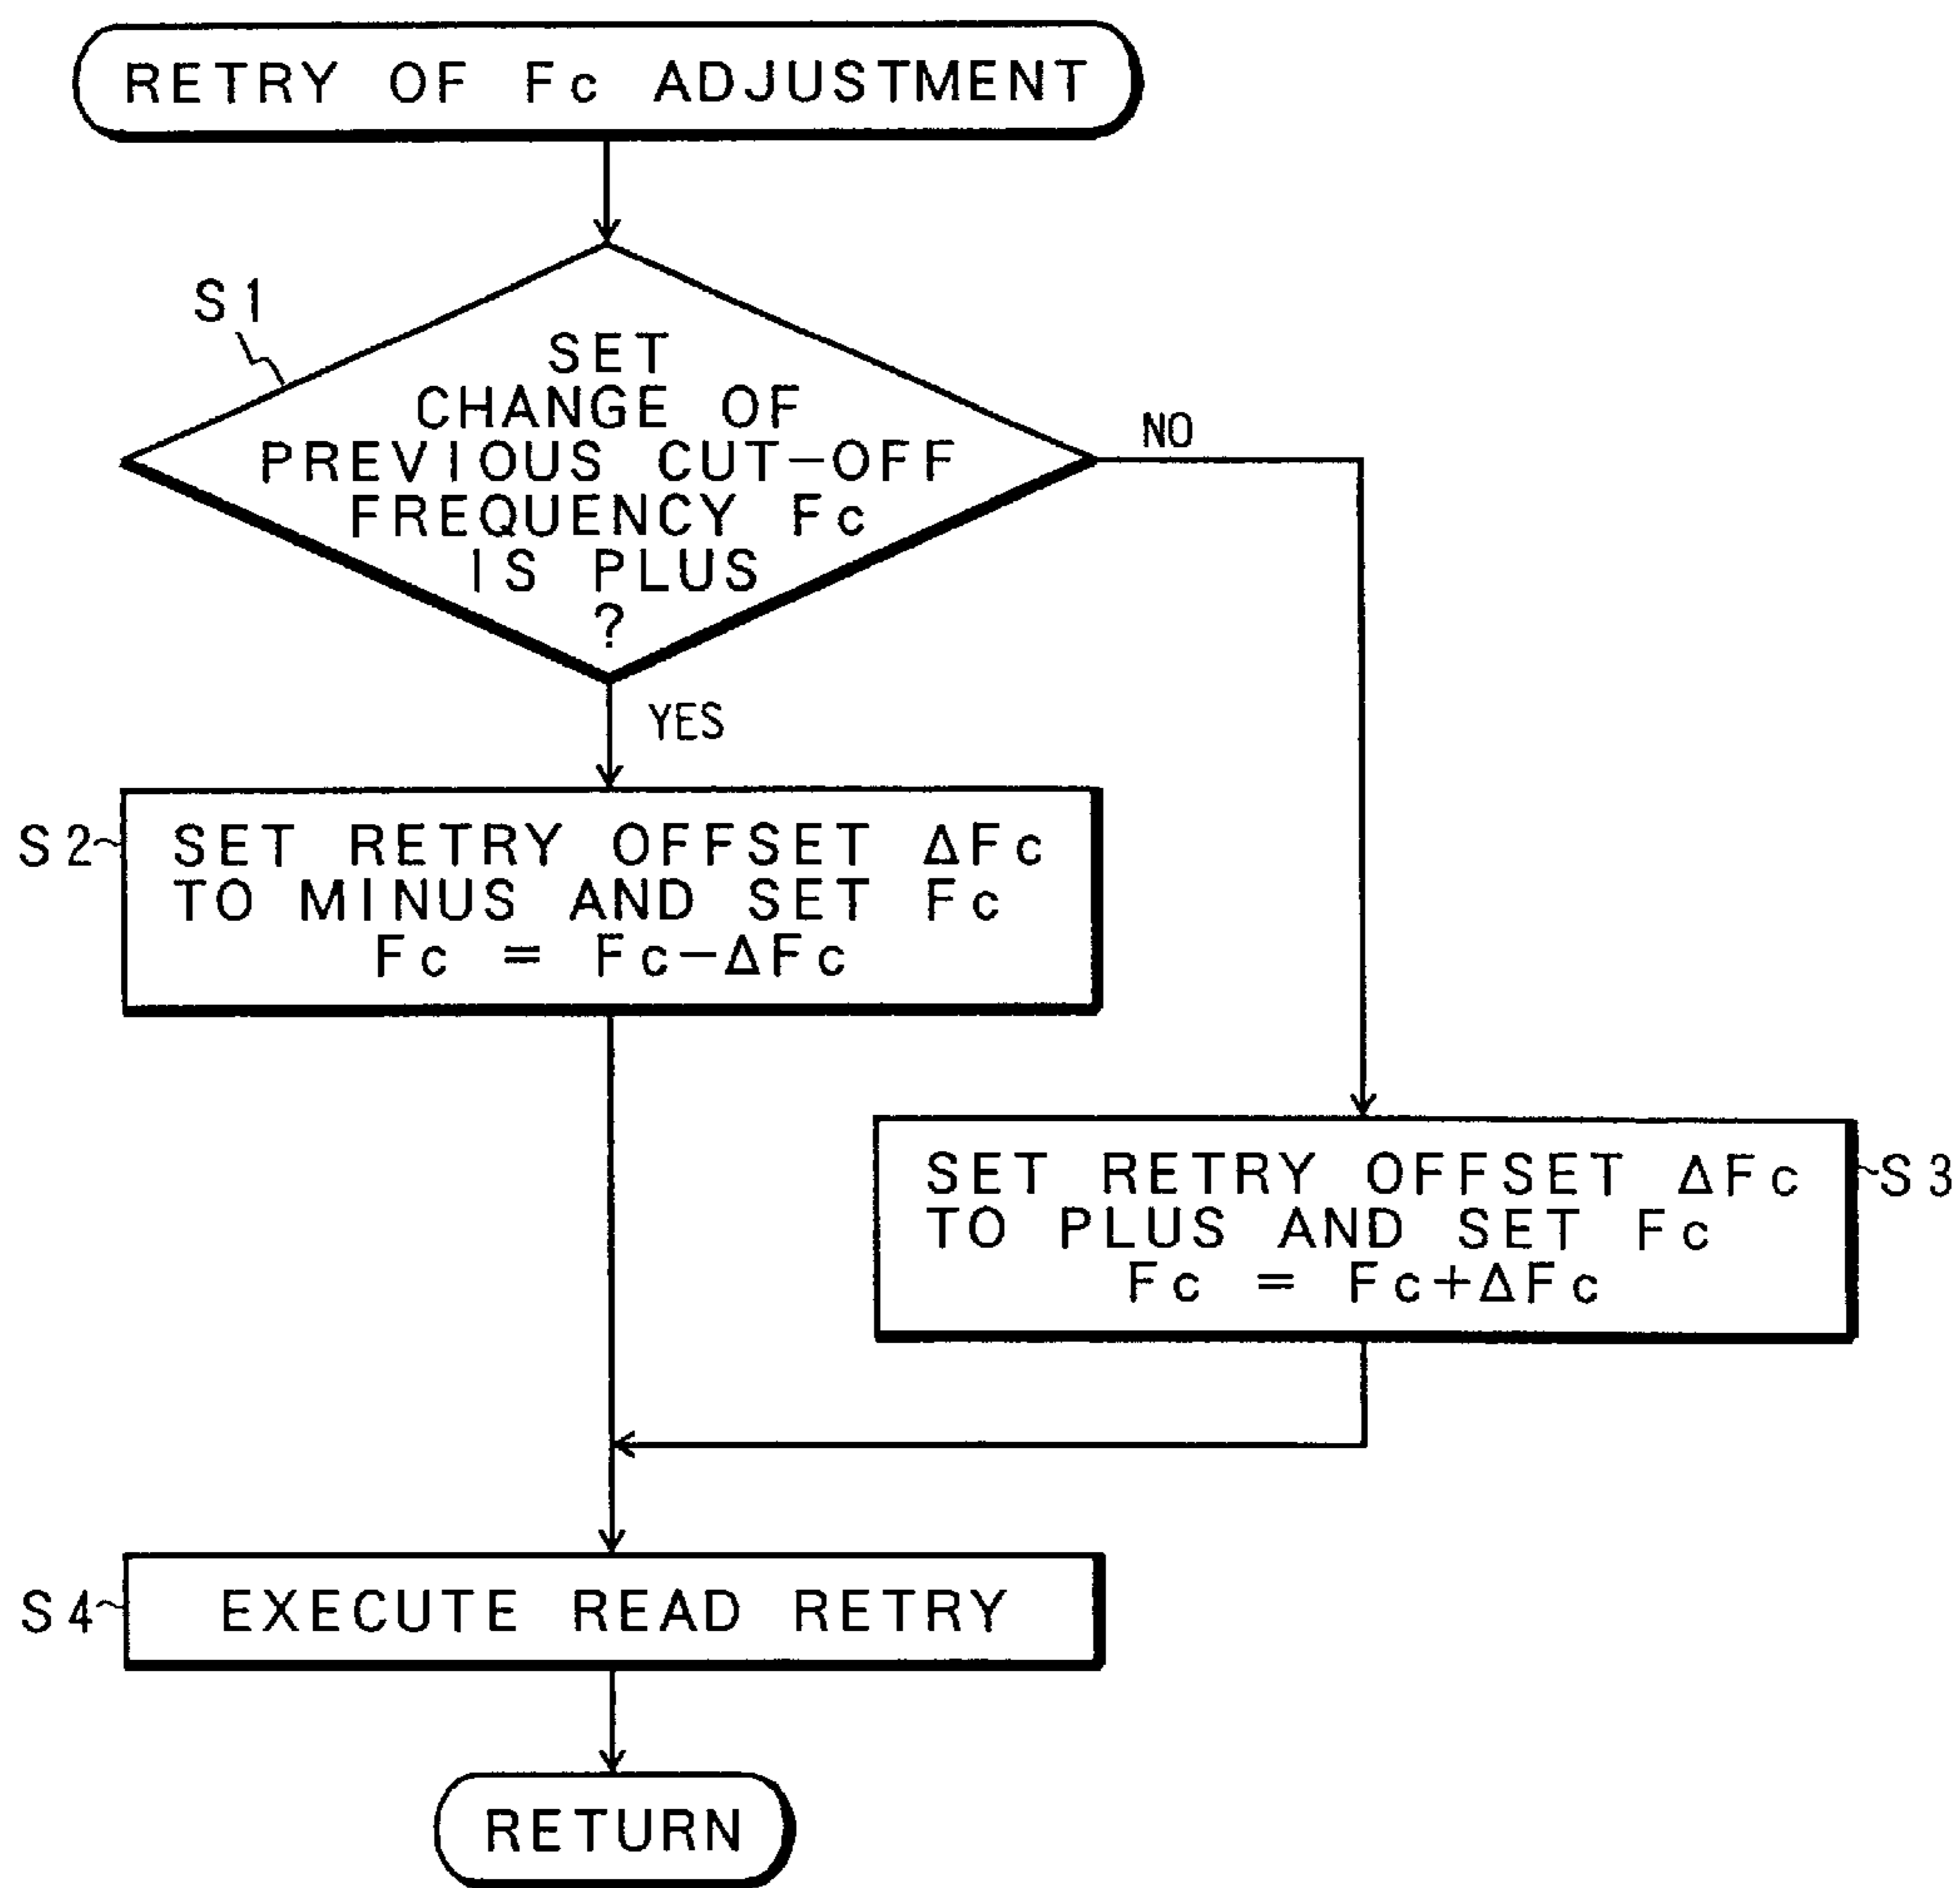 RETRY OF Fc ADJUSTMENT
S1
SET
CHANGE OF
PREVIOUS CUT-OFF
FREQUENCY Fc
IS PLUS
?
NO
YES
S2
SET RETRY OFFSET ΔFc
TO MINUS AND SET Fc
Fc = Fc-ΔFc
SET RETRY OFFSET ΔFc
TO PLUS AND SET Fc
Fc = Fc+ΔFc
S3
S4
EXECUTE READ RETRY
RETURN